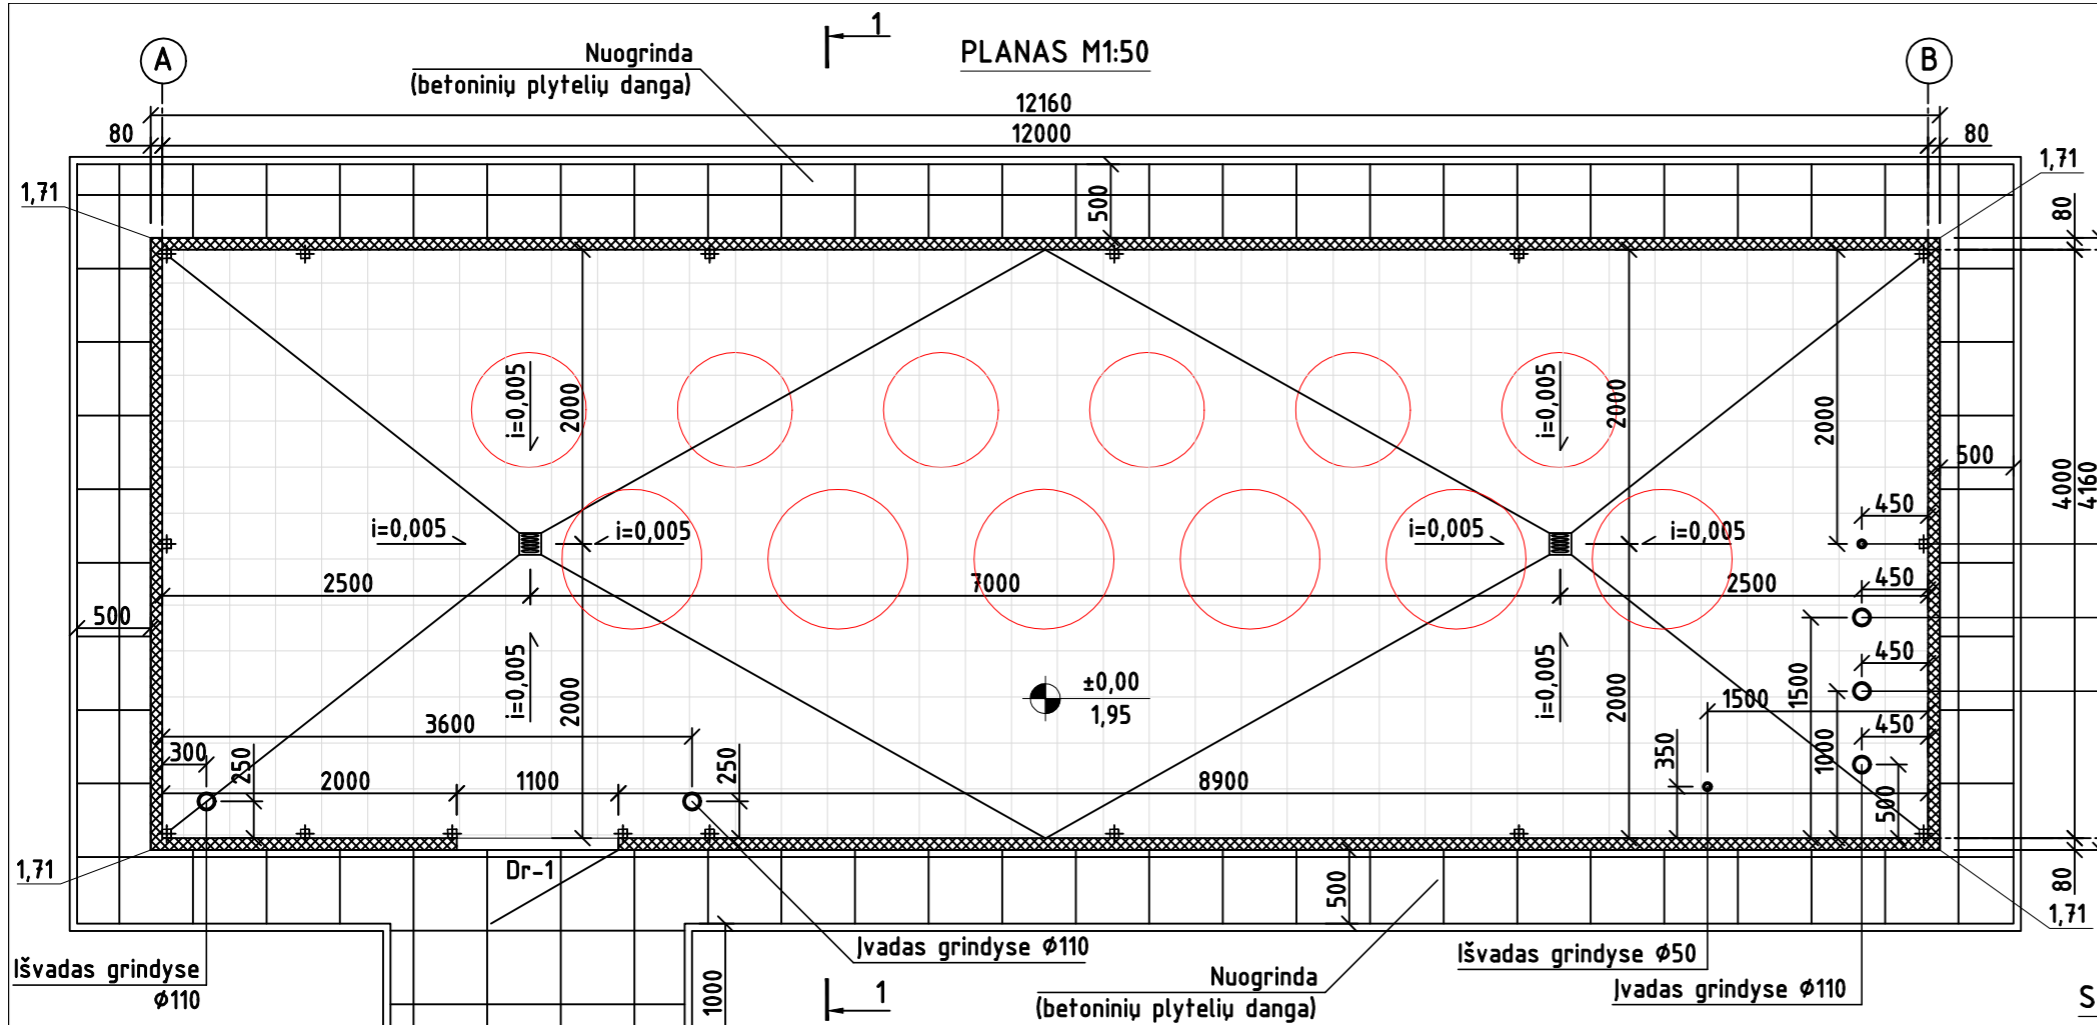 1
PLANAS M1:50
A
B
Nuogrinda
(betoninių plytelių danga)
12160
80
12000
80
1,71
1,71
500
80
i=0,005
2000
i=0,005
2000
2000
500
4000
4160
450
i=0,005
i=0,005
i=0,005
i=0,005
2500
7000
2500
450
500
i=0,005
2000
±0,00
1,95
i=0,005
2000
1500
450
1500
3600
300
250
250
350
1000
450
2000
1100
8900
500
Dr-1
1,71
500
80
1,71
Įvadas grindyse Φ110
Išvadas grindyse Φ50
Išvadas grindyse
Φ110
1000
1
Nuogrinda
(betoninių plytelių danga)
Įvadas grindyse Φ110
S